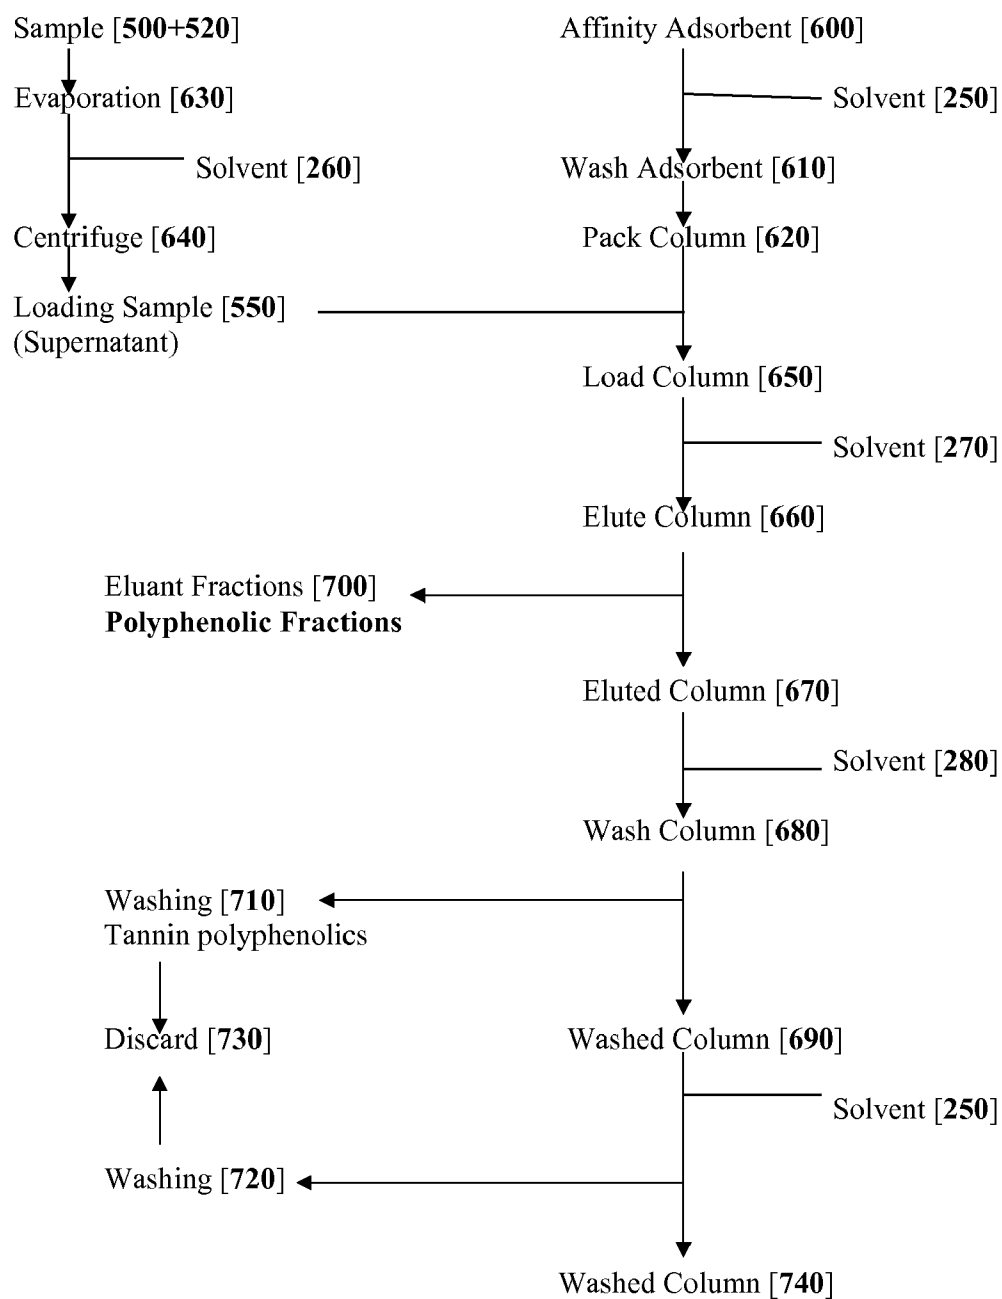 Sample [500+520]
Affinity Adsorbent [600]
Evaporation [630]
Solvent [250]
Solvent [260]
Wash Adsorbent [610]
Centrifuge [640]
Pack Column [620]
Loading Sample [550]
(Supernatant)
Load Column [650]
Solvent [270]
Elute Column [660]
Eluant Fractions [700]
Polyphenolic Fractions
Eluted Column [670]
Solvent [280]
Wash Column [680]
Washing [710]
Tannin polyphenolics
Discard [730]
Washed Column [690]
Solvent [250]
Washing [720]
Washed Column [740]